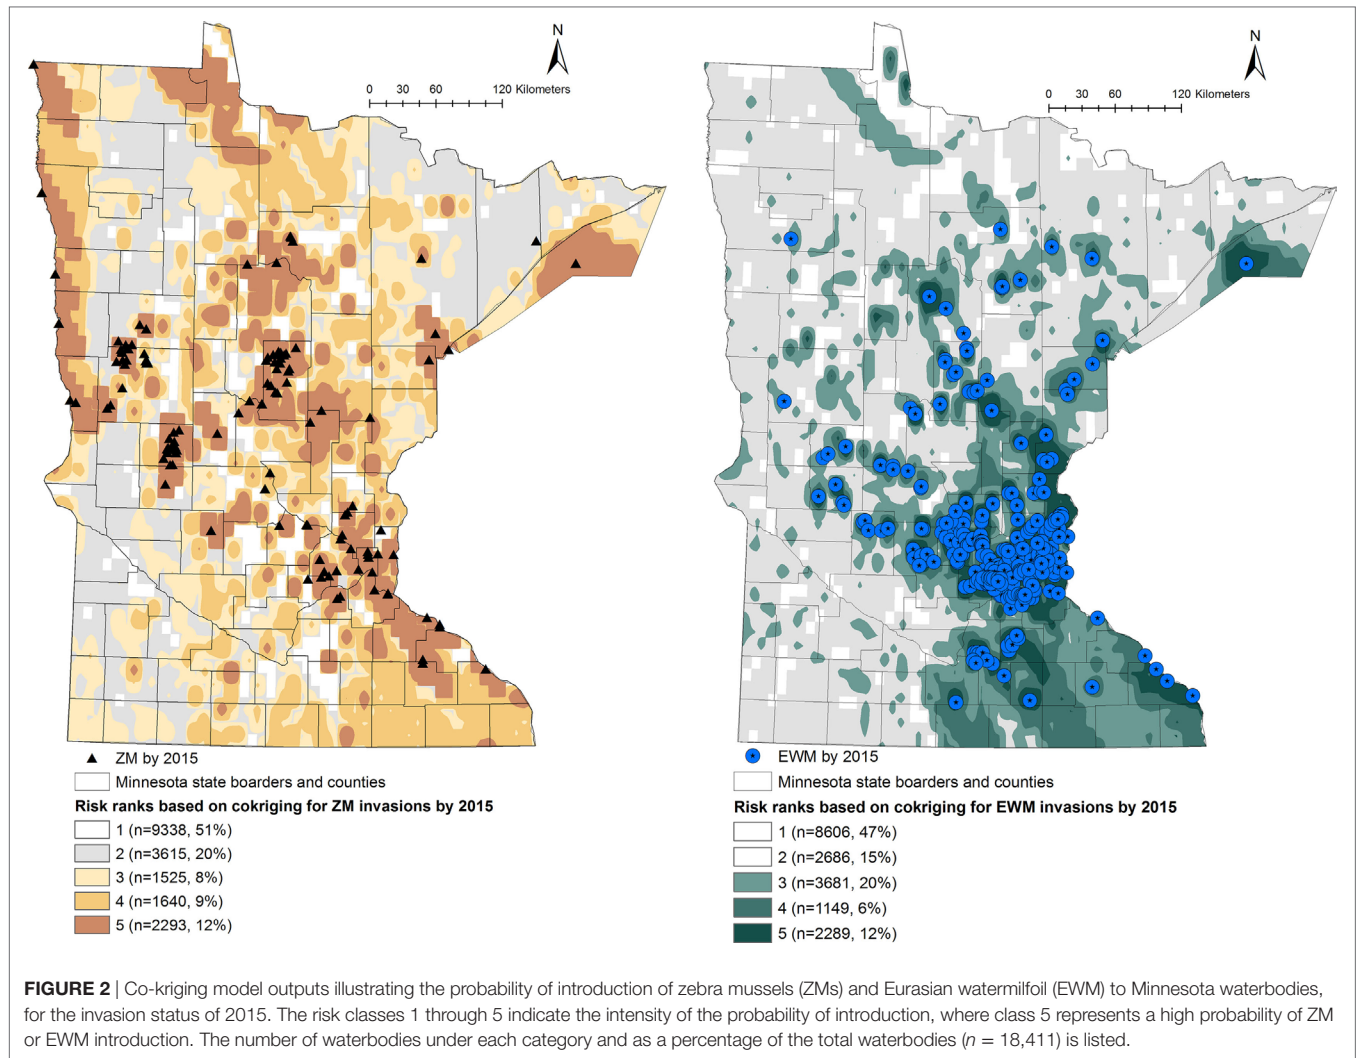 N
0 30 60 120 Kilometers
ZM by 2015
Minnesota state boarders and counties
Risk ranks based on cokriging for ZM invasions by 2015
1 (n=9338, 51%)
2 (n=3615, 20%)
3 (n=1525, 8%)
4 (n=1640, 9%)
5 (n=2293, 12%)
N
0 30 60 120 Kilometers
EWM by 2015
Minnesota state boarders and counties
Risk ranks based on cokriging for EWM invasions by 2015
1 (n=8606, 47%)
2 (n=2686, 15%)
3 (n=3681, 20%)
4 (n=1149, 6%)
5 (n=2289, 12%)
FIGURE 2 | Co-kriging model outputs illustrating the probability of introduction of zebra mussels (ZMs) and Eurasian watermilfoil (EWM) to Minnesota waterbodies,
for the invasion status of 2015. The risk classes 1 through 5 indicate the intensity of the probability of introduction, where class 5 represents a high probability of ZM
or EWM introduction. The number of waterbodies under each category and as a percentage of the total waterbodies (n = 18,411) is listed.